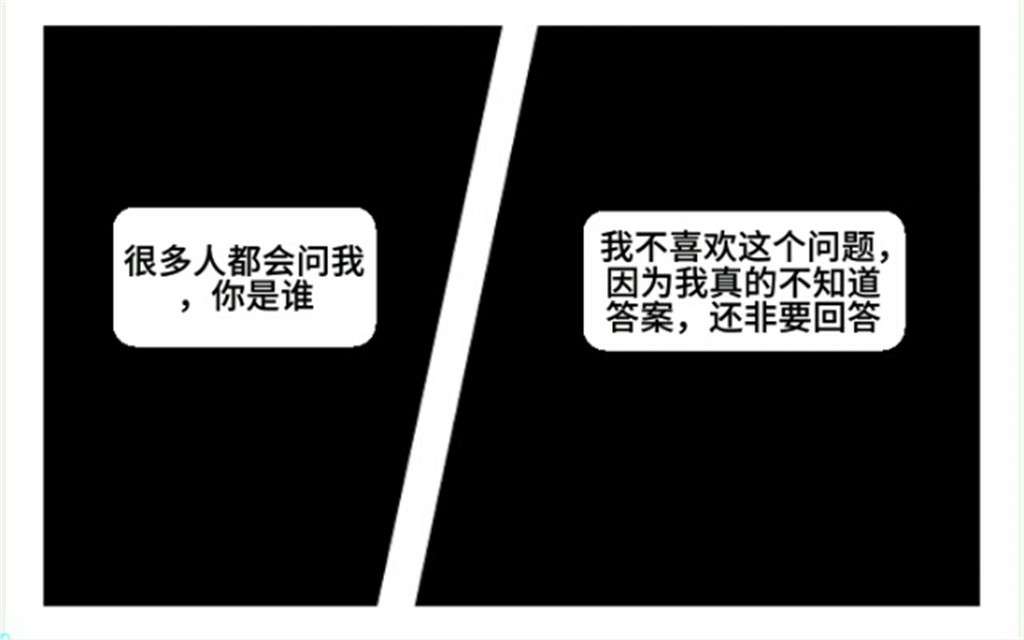 很多人都会问我
，你是谁
我不喜欢这个问题，
因为我真的不知道
答案，还非要回答